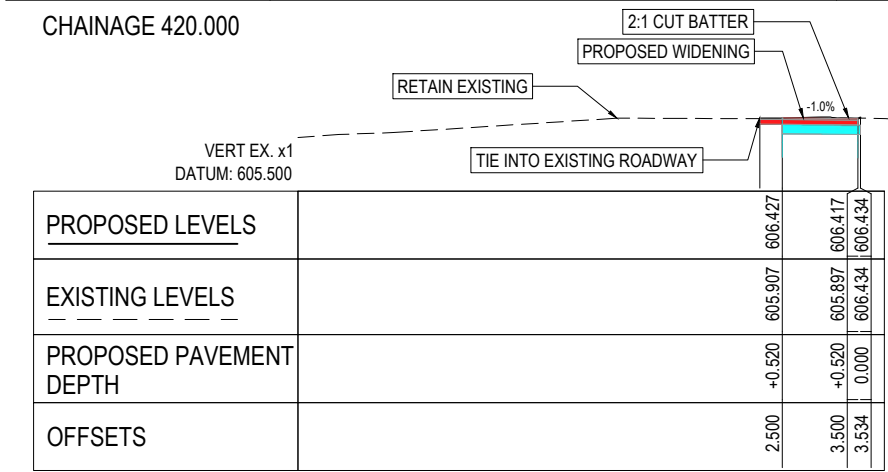 CHAINAGE 420.000
2:1 CUT BATTER
PROPOSED WIDENING
RETAIN EXISTING
-1.0%
VERT EX. x1
DATUM: 605.500
TIE INTO EXISTING ROADWAY
PROPOSED LEVELS 606.427 606.417 606.434
EXISTING LEVELS 605.907 605.897 606.434
PROPOSED PAVEMENT
DEPTH +0.520 +0.520 0.000
OFFSETS 2.500 3.500 3.534